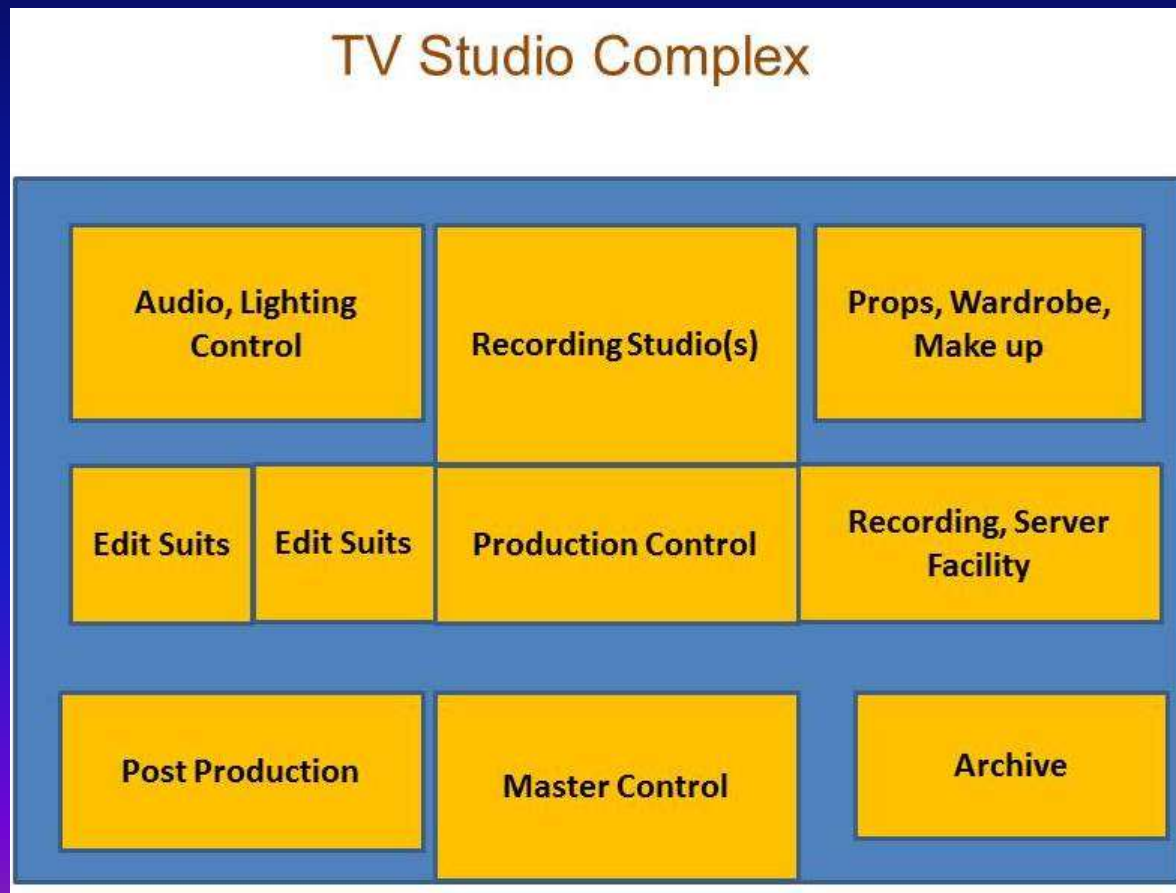 TV Studio Complex
Audio, Lighting
Control
Recording Studio(s)
Props, Wardrobe,
Make up
Edit Suits
Edit Suits
Production Control
Recording, Server
Facility
Post Production
Master Control
Archive